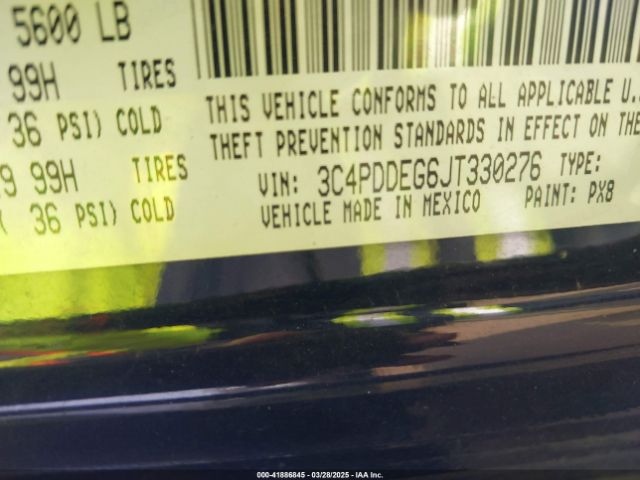 5600 LB
99H TIRES
36 PSI) COLD
9 99H TIRES
( 36 PSI) COLD
THIS VEHICLE CONFORMS TO ALL APPLICABLE U.S
THEFT PREVENTION STANDARDS IN EFFECT ON THE
VIN: 3C4PDDEG6JT330276 TYPE:
VEHICLE MADE IN MEXICO PAINT: PX8
000-41886845 | 03/28/2025 — IAA Inc.